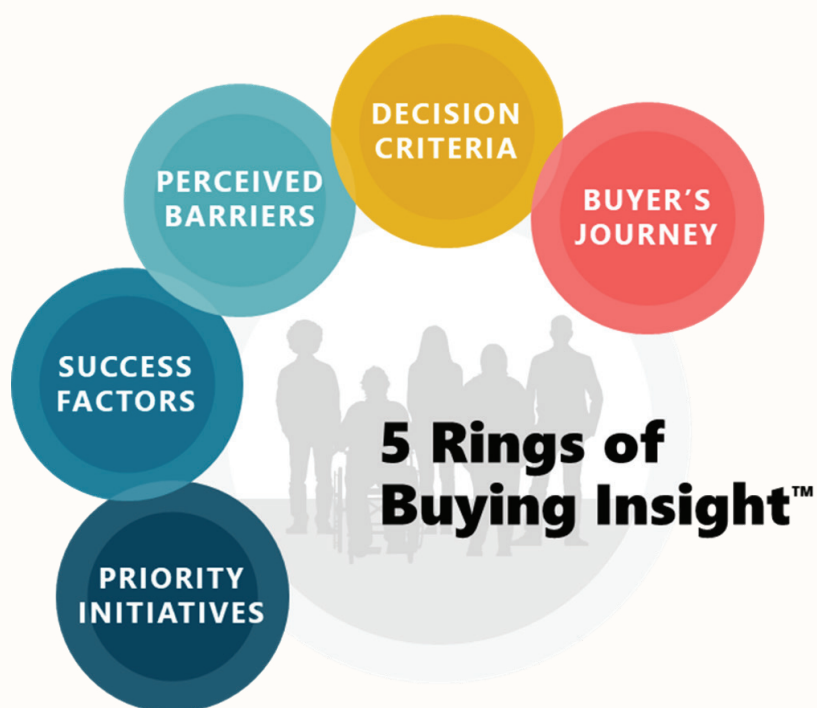 DECISION
CRITERIA
PERCEIVED
BARRIERS
BUYER'S
JOURNEY
SUCCESS
FACTORS
5 Rings of
Buying Insight™
PRIORITY
INITIATIVES